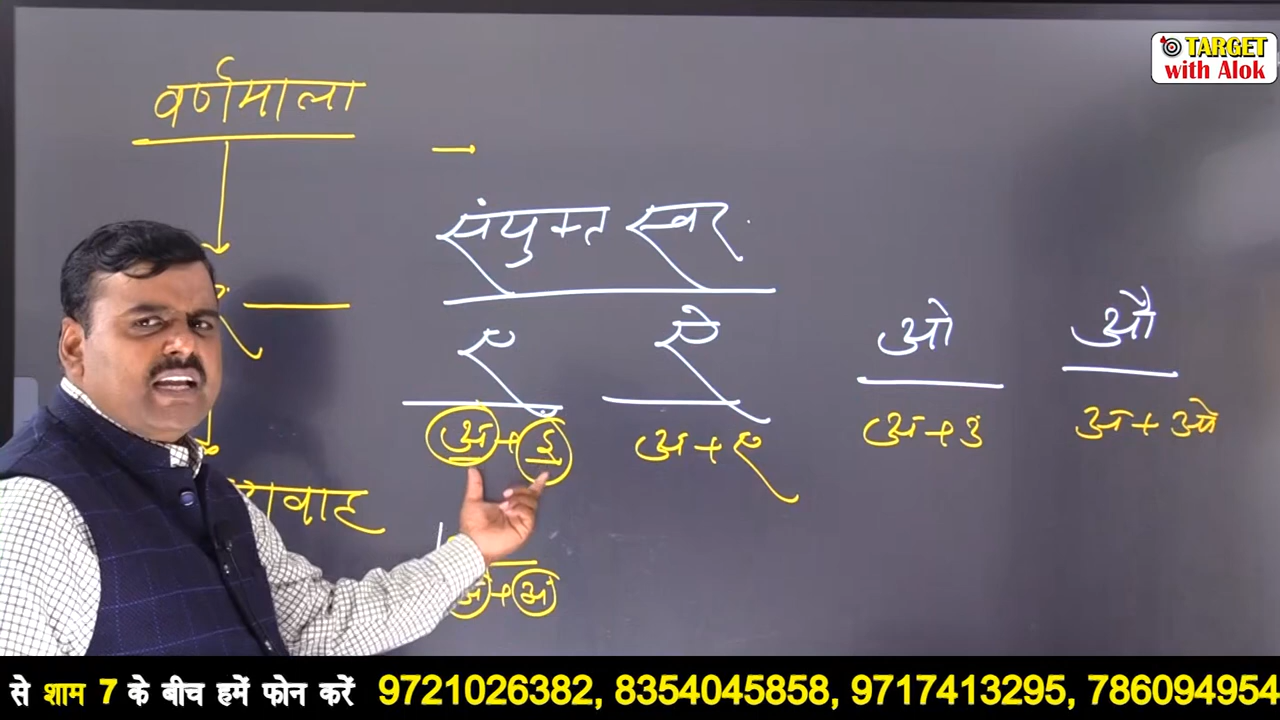 TARGET
with Alok
वर्णमाला
→
संयुक्त स्वर
ए ऐ ओ औ
अ+इ अ+ए अ+उ अ+ओ
अ+अ
से शाम 7 के बीच हमें फोन करें 9721026382, 8354045858, 9717413295, 786094954